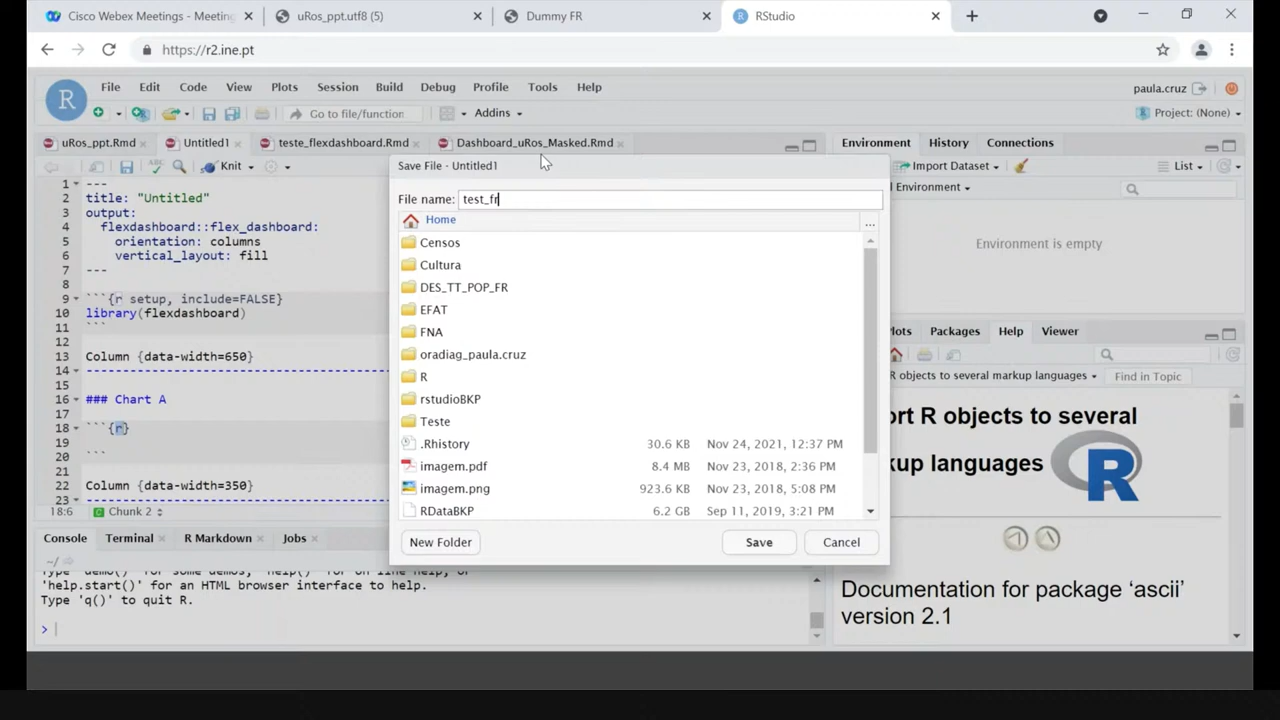 Cisco Webex Meetings - Meeting
uRos_ppt.utf8 (5)
Dummy FR
RStudio
https://r2.ine.pt
File Edit Code View Plots Session Build Debug Profile Tools Help
paula.cruz
Go to file/function
Addins
Project: (None)
uRos_ppt.Rmd
Untitled1
teste_flexdashboard.Rmd
Dashboard_uRos_Masked.Rmd
Knit
1 ---
2 title: "Untitled"
3 output:
4 flexdashboard::flex_dashboard:
5 orientation: columns
6 vertical_layout: fill
7 ---
8
9 ```{r setup, include=FALSE}
10 library(flexdashboard)
11 ```
12
13 Column {data-width=650}
14 -----------------------------------------
15
16 ### Chart A
17
18 ```{r}
19
20 ```
21
22 Column {data-width=350}
23 -----------------------------------------
18:6 Chunk 2
Save File - Untitled1
File name: test_fr
Home
...
Censos
Cultura
DES_TT_POP_FR
EFAT
FNA
oradiag_paula.cruz
R
rstudioBKP
Teste
.Rhistory 30.6 KB Nov 24, 2021, 12:37 PM
imagem.pdf 8.4 MB Nov 23, 2018, 2:36 PM
imagem.png 923.6 KB Nov 23, 2018, 5:08 PM
RDataBKP 6.2 GB Sep 11, 2019, 3:21 PM
New Folder
Save
Cancel
Console
Terminal
R Markdown
Jobs
~/
'help.start()' for an HTML browser interface to help.
Type 'q()' to quit R.
>
Environment History Connections
Import Dataset
List
l Environment
Environment is empty
lots Packages Help Viewer
R objects to several markup languages
Find in Topic
ort R objects to several
kup languages
R
Documentation for package ‘ascii’
version 2.1